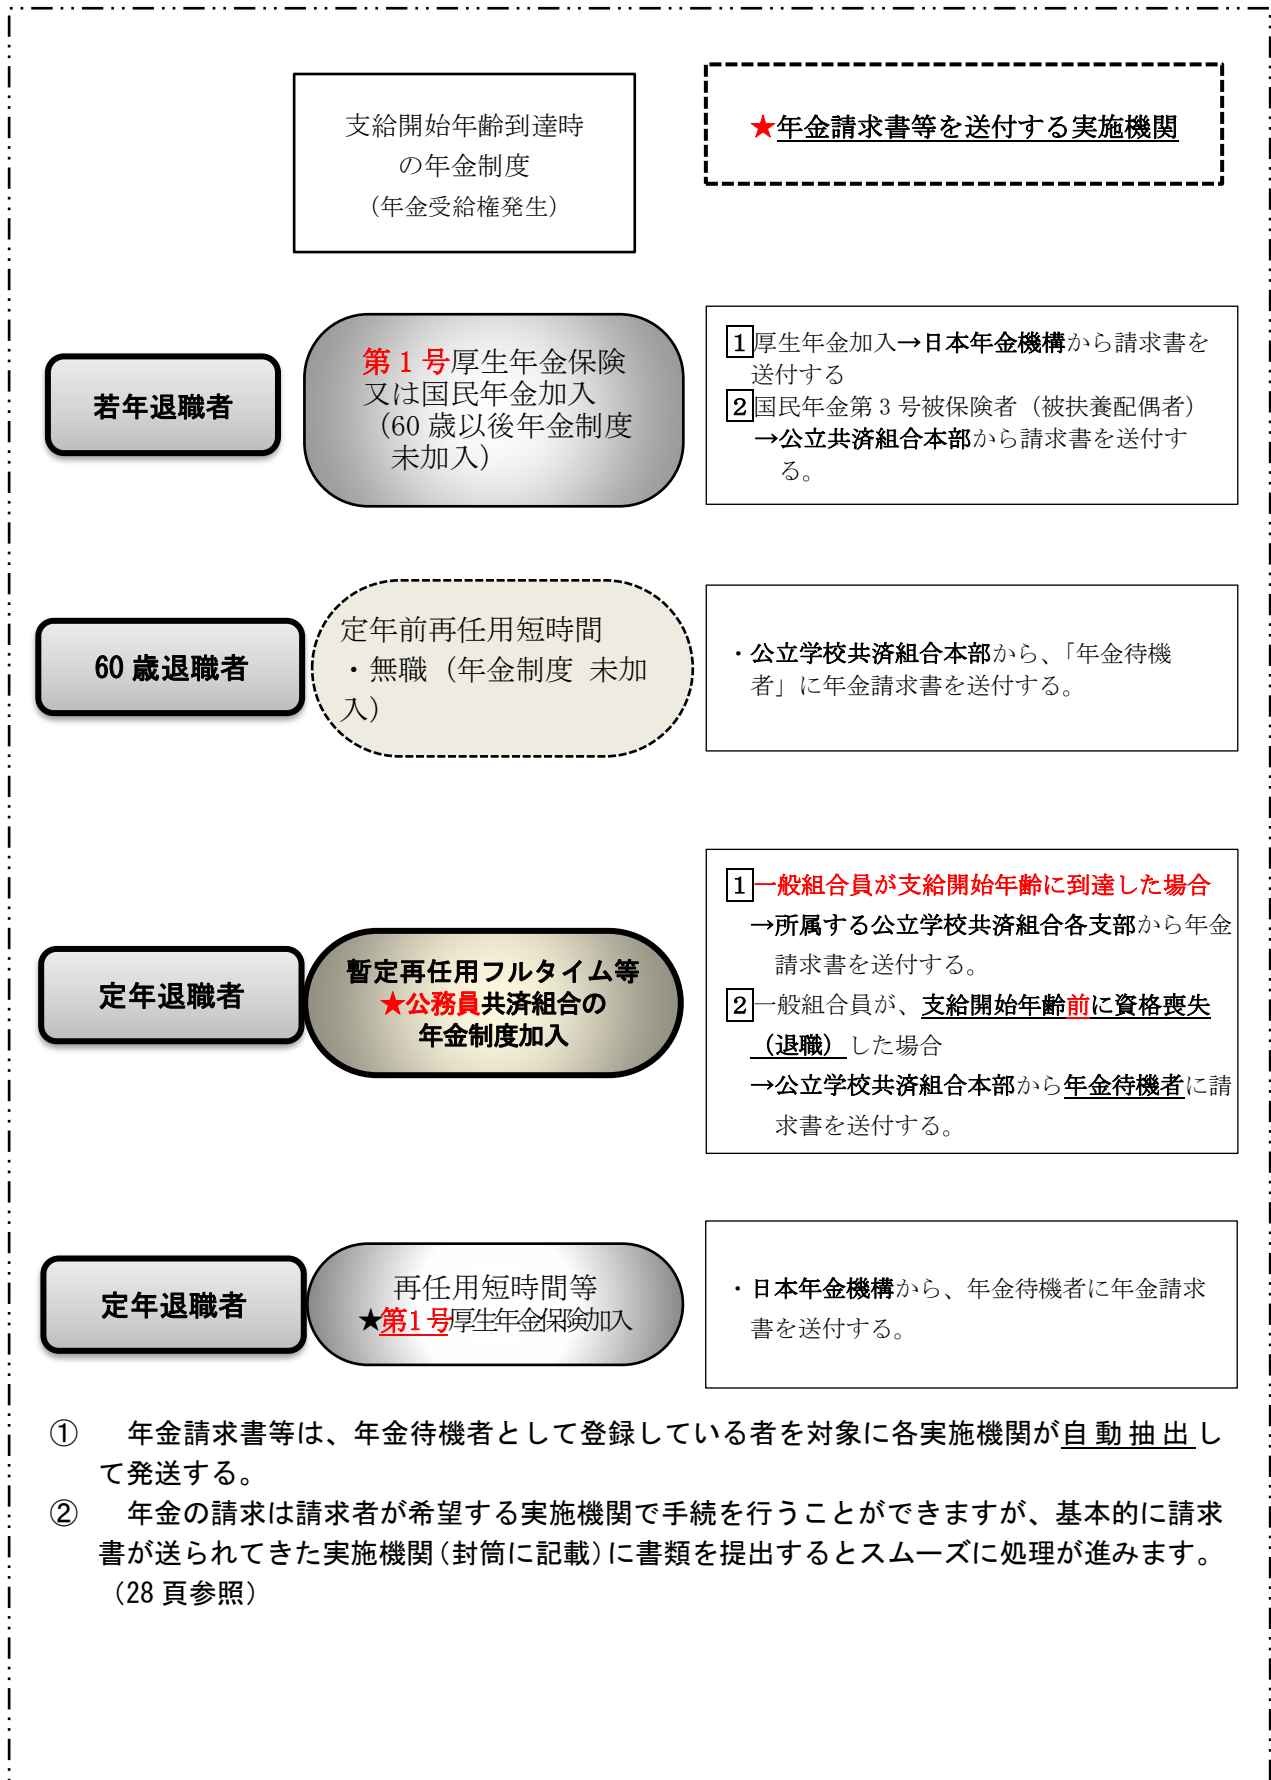 支給開始年齢到達時
の年金制度
（年金受給権発生）
★年金請求書等を送付する実施機関
若年退職者
第１号厚生年金保険
又は国民年金加入
（60 歳以後年金制度
未加入）
1厚生年金加入→日本年金機構から請求書を
送付する
2国民年金第３号被保険者（被扶養配偶者）
→公立共済組合本部から請求書を送付す
る。
60 歳退職者
定年前再任用短時間
・無職（年金制度 未加
入）
・公立学校共済組合本部から、「年金待機
者」に年金請求書を送付する。
定年退職者
暫定再任用フルタイム等
★公務員共済組合の
年金制度加入
1一般組合員が支給開始年齢に到達した場合
→所属する公立学校共済組合各支部から年金
請求書を送付する。
2一般組合員が、支給開始年齢前に資格喪失
（退職）した場合
→公立学校共済組合本部から年金待機者に請
求書を送付する。
定年退職者
再任用短時間等
★第1号厚生年金保険加入
・日本年金機構から、年金待機者に年金請求
書を送付する。
① 年金請求書等は、年金待機者として登録している者を対象に各実施機関が自動抽出し
て発送する。
② 年金の請求は請求者が希望する実施機関で手続を行うことができますが、基本的に請求
書が送られてきた実施機関（封筒に記載）に書類を提出するとスムーズに処理が進みます。
（28 頁参照）